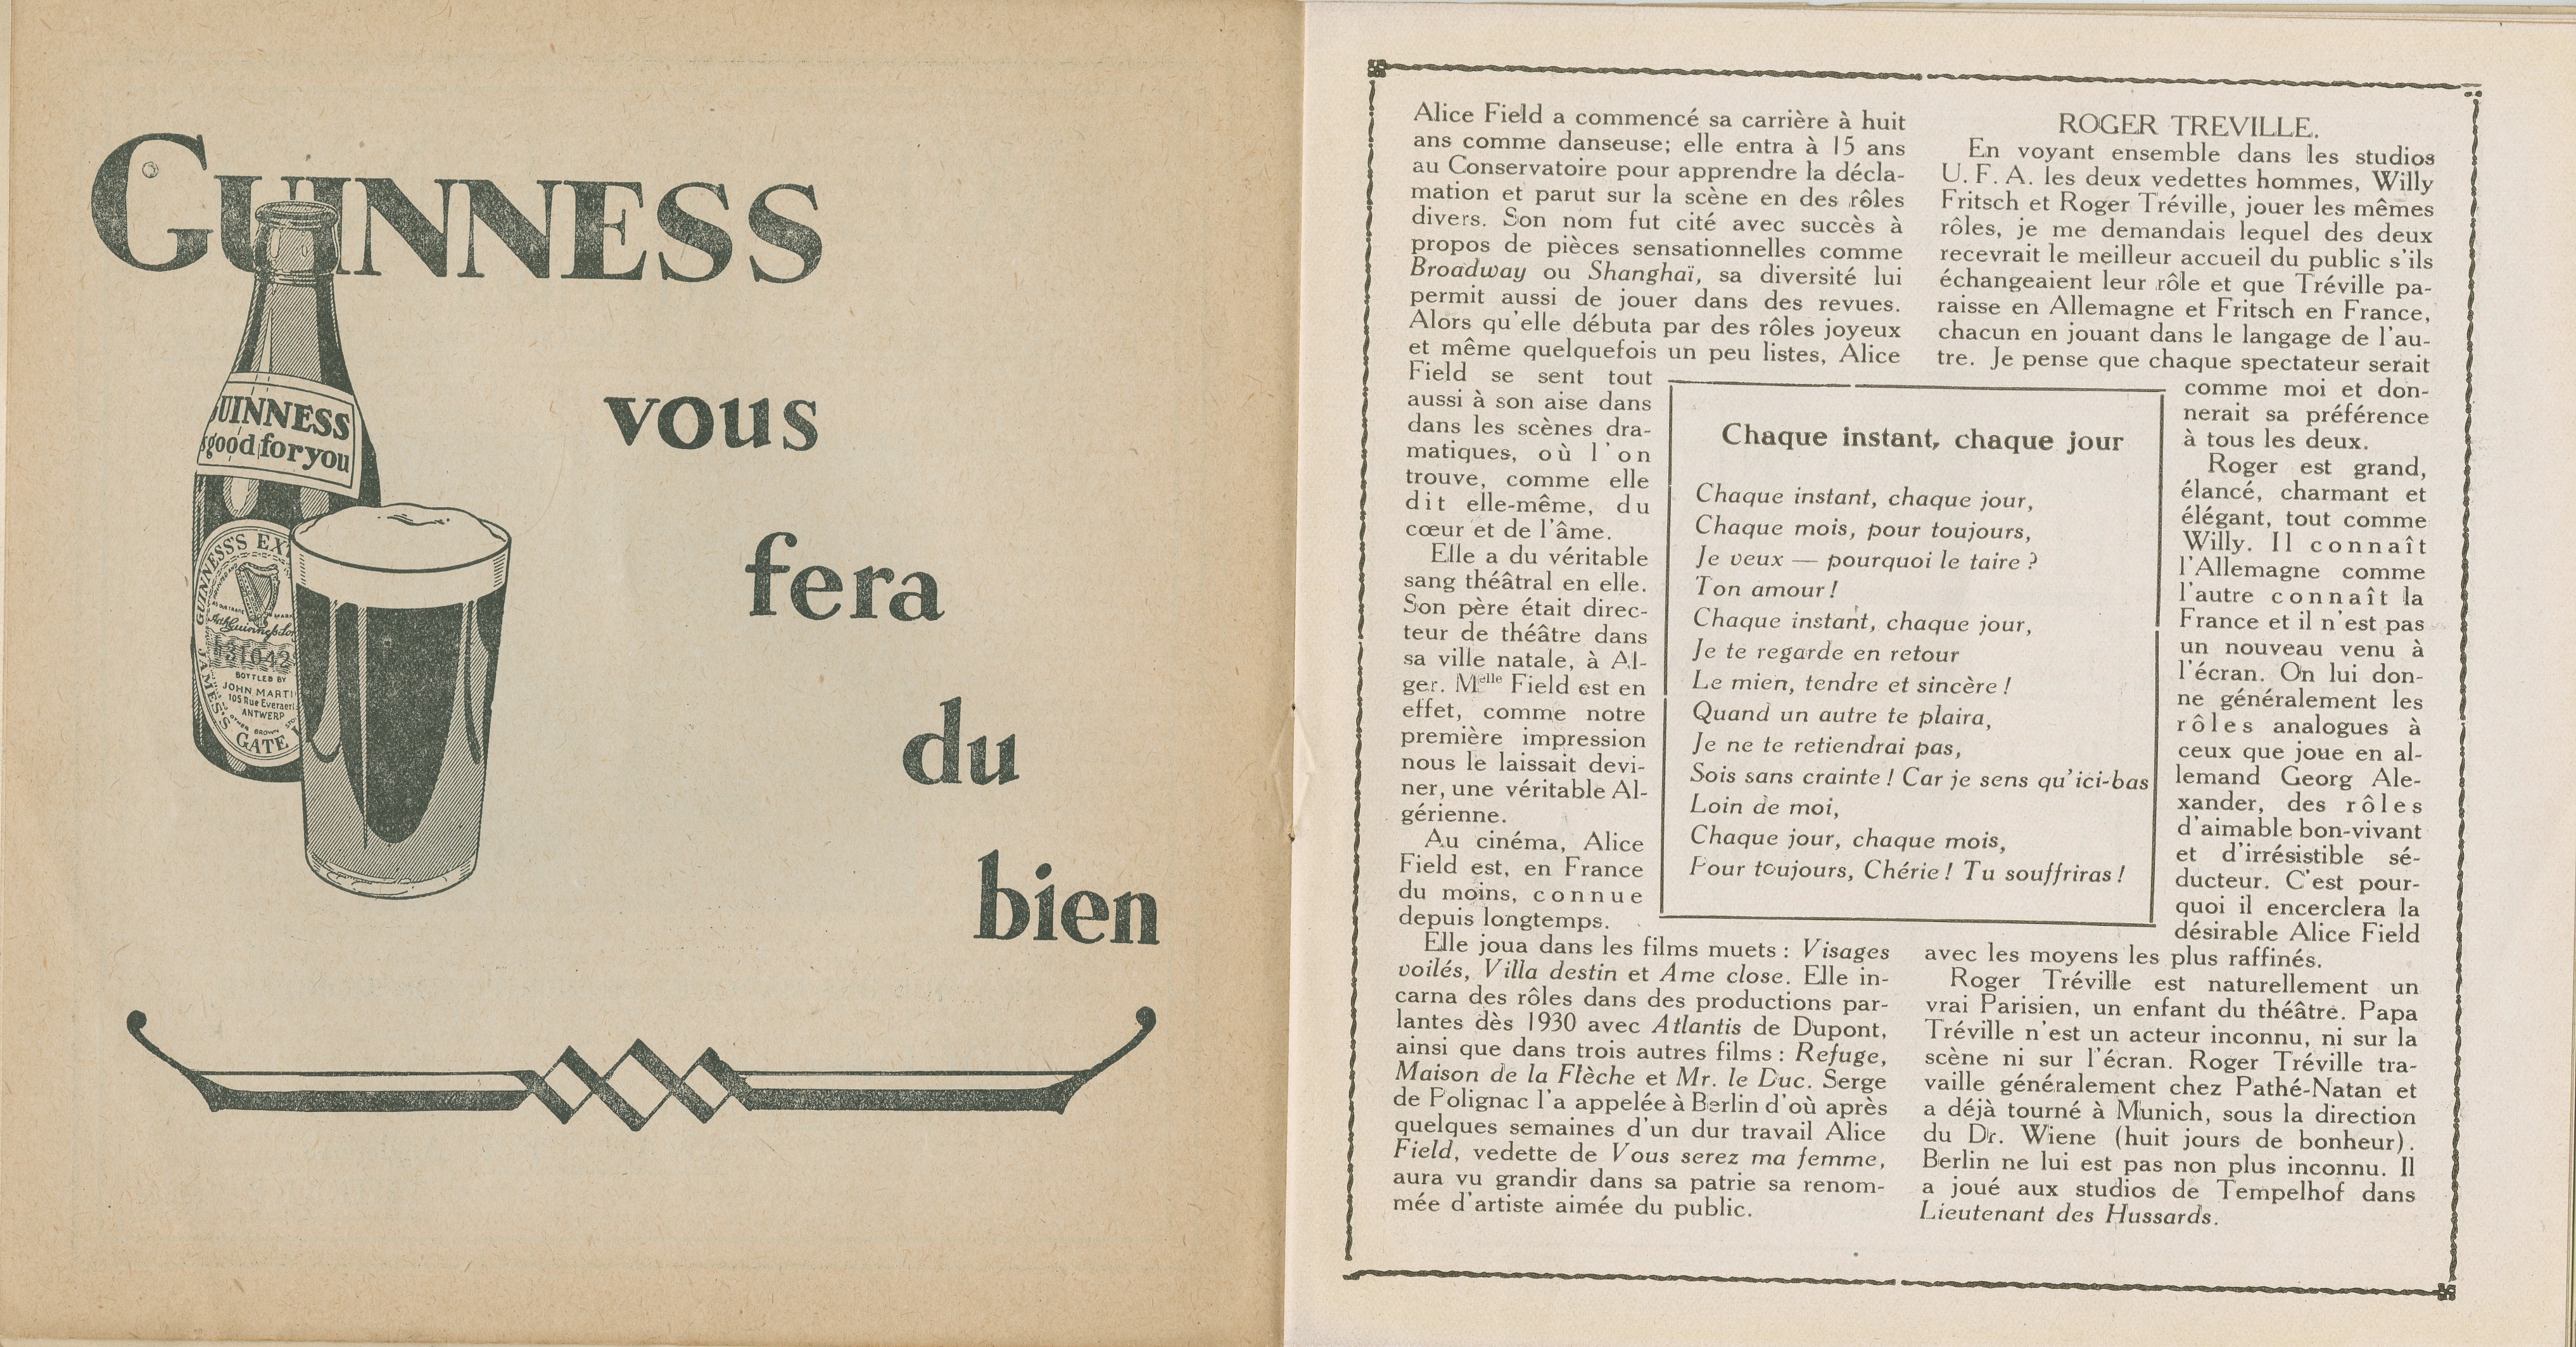 GUINNESS
vous
fera
du
bien
GUINNESS
good for you
GUINNESS'S
BOTTLED BY
JOHN MARTI
105 Rue Everaer
ANTWERP
BROWN
JAMES'S GATE
Alice Field a commencé sa carrière à huit
ans comme danseuse; elle entra à 15 ans
au Conservatoire pour apprendre la décla-
mation et parut sur la scène en des rôles
divers. Son nom fut cité avec succès à
propos de pièces sensationnelles comme
Broadway ou Shanghaï, sa diversité lui
permit aussi de jouer dans des revues.
Alors qu'elle débuta par des rôles joyeux
et même quelquefois un peu listes, Alice
Field se sent tout
aussi à son aise dans
dans les scènes dra-
matiques, où l'on
trouve, comme elle
dit elle-même, du
cœur et de l'âme.
Elle a du véritable
sang théâtral en elle.
Son père était direc-
teur de théâtre dans
sa ville natale, à Al-
ger. Melle Field est en
effet, comme notre
première impression
nous le laissait devi-
ner, une véritable Al-
gérienne.
Au cinéma, Alice
Field est, en France
du moins, connue
depuis longtemps.
Elle joua dans les films muets : Visages
voilés, Villa destin et Ame close. Elle in-
carna des rôles dans des productions par-
lantes dès 1930 avec Atlantis de Dupont,
ainsi que dans trois autres films : Refuge,
Maison de la Flèche et Mr. le Duc. Serge
de Polignac l'a appelée à Berlin d'où après
quelques semaines d'un dur travail Alice
Field, vedette de Vous serez ma femme,
aura vu grandir dans sa patrie sa renom-
mée d'artiste aimée du public.
Chaque instant, chaque jour
Chaque instant, chaque jour,
Chaque mois, pour toujours,
Je veux — pourquoi le taire ?
Ton amour !
Chaque instant, chaque jour,
Je te regarde en retour
Le mien, tendre et sincère !
Quand un autre te plaira,
Je ne te retiendrai pas,
Sois sans crainte ! Car je sens qu'ici-bas
Loin de moi,
Chaque jour, chaque mois,
Pour toujours, Chérie ! Tu souffriras !
ROGER TREVILLE.
En voyant ensemble dans les studios
U. F. A. les deux vedettes hommes, Willy
Fritsch et Roger Tréville, jouer les mêmes
rôles, je me demandais lequel des deux
recevrait le meilleur accueil du public s'ils
échangeaient leur rôle et que Tréville pa-
raisse en Allemagne et Fritsch en France,
chacun en jouant dans le langage de l'au-
tre. Je pense que chaque spectateur serait
comme moi et don-
nerait sa préférence
à tous les deux.
Roger est grand,
élancé, charmant et
élégant, tout comme
Willy. Il connaît
l'Allemagne comme
l'autre connaît la
France et il n'est pas
un nouveau venu à
l'écran. On lui don-
ne généralement les
rôles analogues à
ceux que joue en al-
lemand Georg Ale-
xander, des rôles
d'aimable bon-vivant
et d'irrésistible sé-
ducteur. C'est pour-
quoi il encerclera la
désirable Alice Field
avec les moyens les plus raffinés.
Roger Tréville est naturellement un
vrai Parisien, un enfant du théâtre. Papa
Tréville n'est un acteur inconnu, ni sur la
scène ni sur l'écran. Roger Tréville tra-
vaille généralement chez Pathé-Natan et
a déjà tourné à Munich, sous la direction
du Dr. Wiene (huit jours de bonheur).
Berlin ne lui est pas non plus inconnu. Il
a joué aux studios de Tempelhof dans
Lieutenant des Hussards.